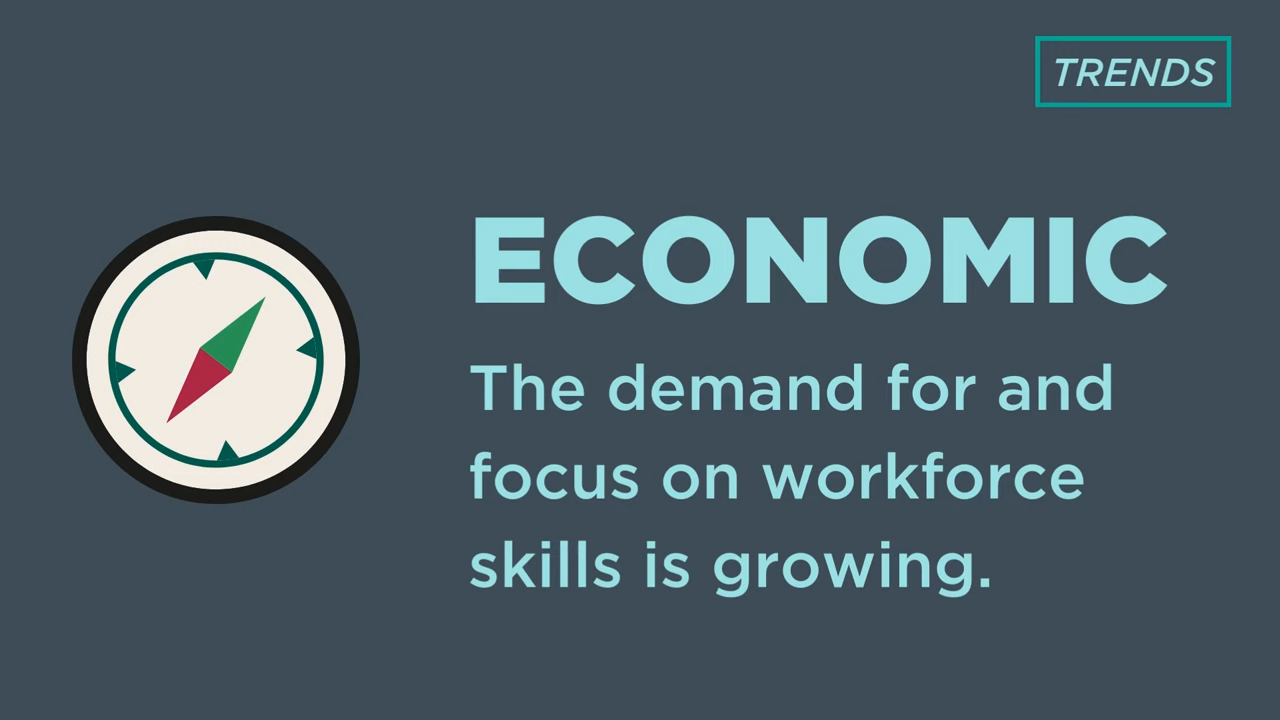 TRENDS
ECONOMIC
The demand for and
focus on workforce
skills is growing.